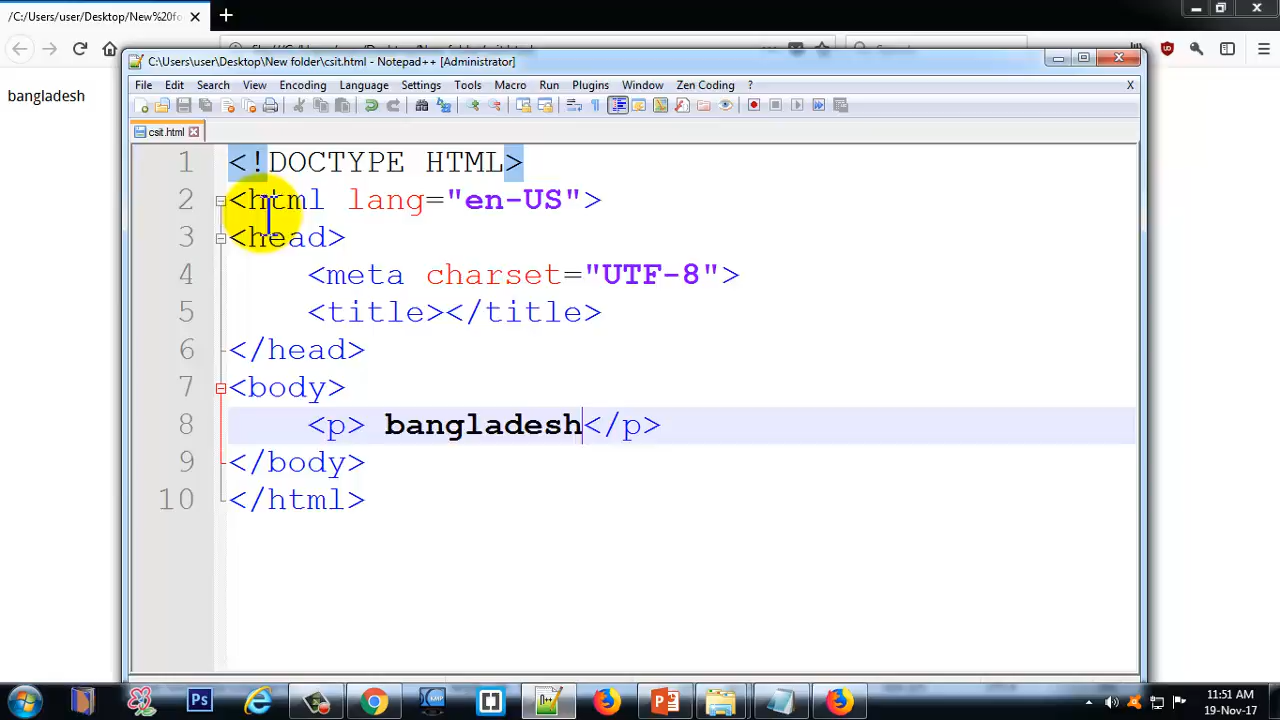 /C:/Users/user/Desktop/New%20fo
C:\Users\user\Desktop\New folder\csit.html - Notepad++ [Administrator]
File Edit Search View Encoding Language Settings Tools Macro Run Plugins Window Zen Coding ? X
csit.html
bangladesh
1 <!DOCTYPE HTML>
2 <html lang="en-US">
3 <head>
4 <meta charset="UTF-8">
5 <title></title>
6 </head>
7 <body>
8 <p> bangladesh</p>
9 </body>
10 </html>
Ps
11:51 AM
19-Nov-17